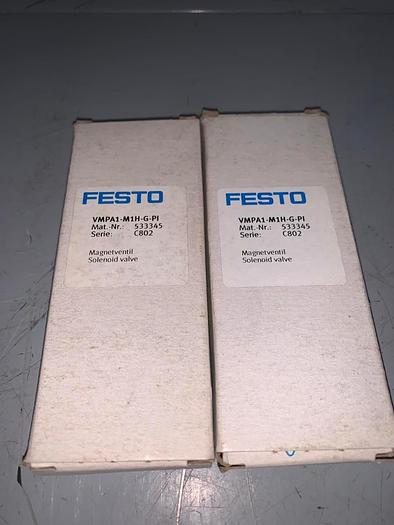 FESTO
VMPA1-M1H-G-PI
Mat.-Nr.: 533345
Serie: C802
Magnetventil
Solenoid valve
FESTO
VMPA1-M1H-G-PI
Mat.-Nr.: 533345
Serie: C802
Magnetventil
Solenoid valve